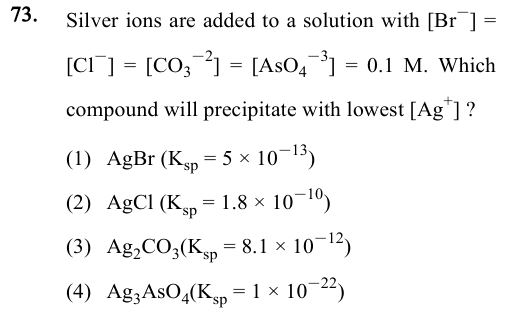 73. Silver ions are added to a solution with [Br⁻] =
[Cl⁻] = [CO₃⁻²] = [AsO₄⁻³] = 0.1 M. Which
compound will precipitate with lowest [Ag⁺] ?
(1) AgBr (Kₛₚ = 5 × 10⁻¹³)
(2) AgCl (Kₛₚ = 1.8 × 10⁻¹⁰)
(3) Ag₂CO₃(Kₛₚ = 8.1 × 10⁻¹²)
(4) Ag₃AsO₄(Kₛₚ = 1 × 10⁻²²)